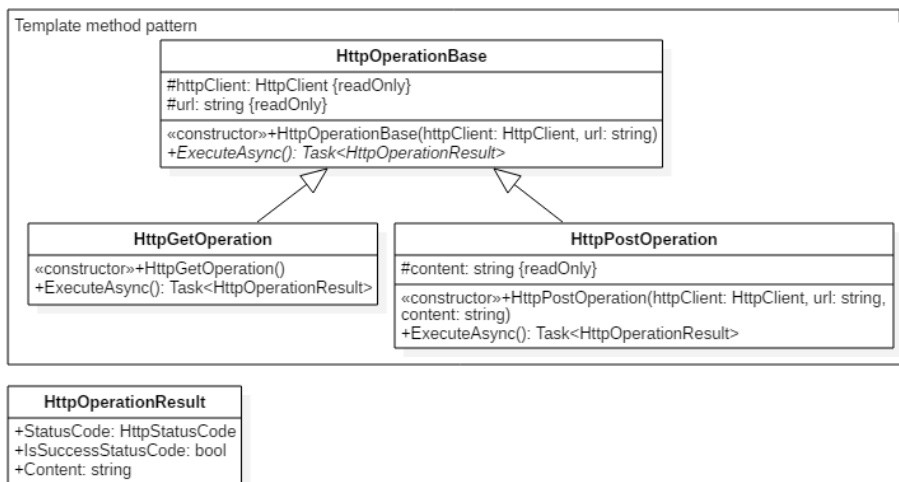 Template method pattern
HttpOperationBase
#httpClient: HttpClient {readOnly}
#url: string {readOnly}
«constructor»+HttpOperationBase(httpClient: HttpClient, url: string)
+ExecuteAsync(): Task<HttpOperationResult>
HttpGetOperation
«constructor»+HttpGetOperation()
+ExecuteAsync(): Task<HttpOperationResult>
HttpPostOperation
#content: string {readOnly}
«constructor»+HttpPostOperation(httpClient: HttpClient, url: string,
content: string)
+ExecuteAsync(): Task<HttpOperationResult>
HttpOperationResult
+StatusCode: HttpStatusCode
+IsSuccessStatusCode: bool
+Content: string